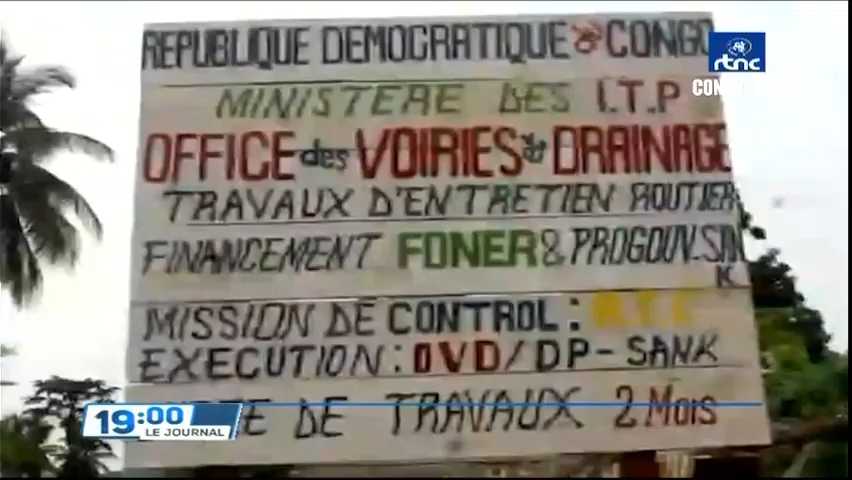 REPUBLIQUE DEMOCRATIQUE CONGO
MINISTERE DES I.T.P
OFFICE des VOIRIES & DRAINAGE
TRAVAUX D'ENTRETIEN ROUTIER
FINANCEMENT FONER & PROGOUV. SAN
K
MISSION DE CONTROL :
EXECUTION : OVD/DP-SANK
DE TRAVAUX 2 Mois
rtnc
19:00
LE JOURNAL